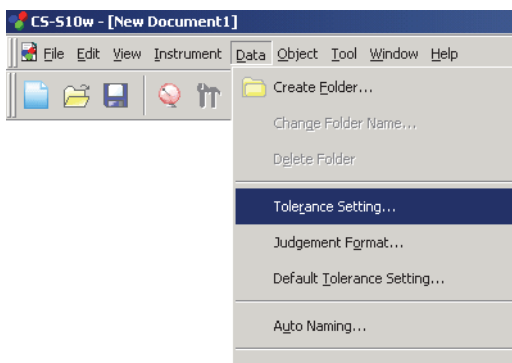 CS-S10w - [New Document1]
File Edit View Instrument Data Object Tool Window Help
Create Folder...
Change Folder Name...
Delete Folder
Tolerance Setting...
Judgement Format...
Default Tolerance Setting...
Auto Naming...